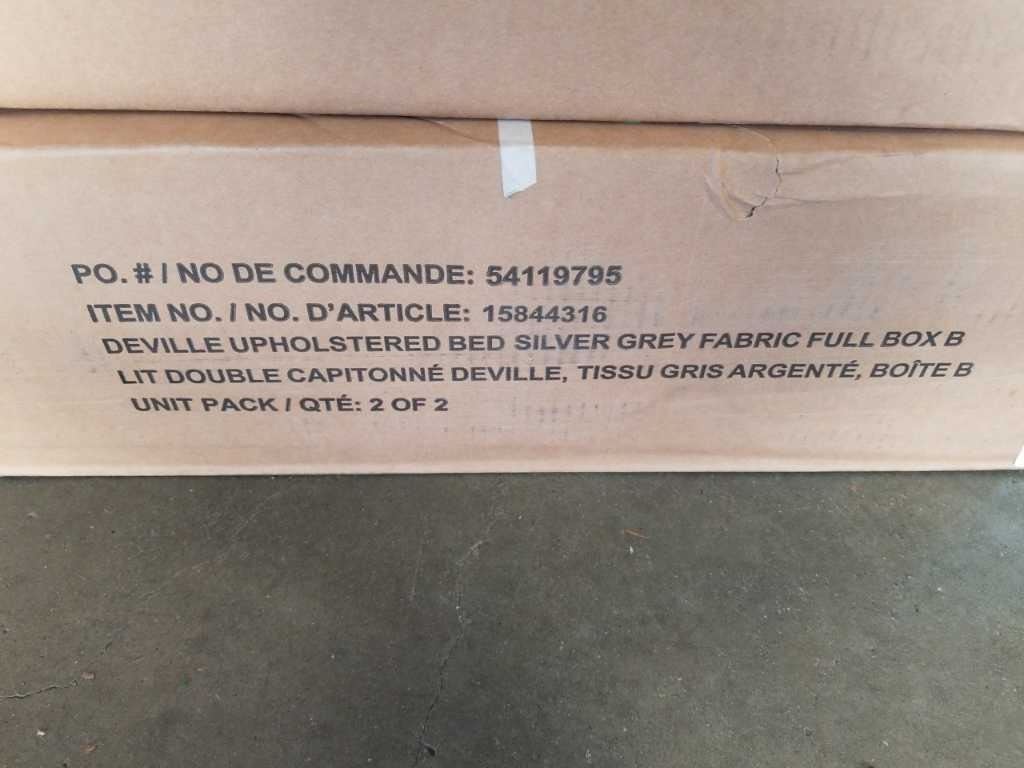 PO. # / NO DE COMMANDE: 54119795
ITEM NO. / NO. D'ARTICLE: 15844316
DEVILLE UPHOLSTERED BED SILVER GREY FABRIC FULL BOX B
LIT DOUBLE CAPITONNÉ DEVILLE, TISSU GRIS ARGENTÉ, BOÎTE B
UNIT PACK / QTÉ: 2 OF 2